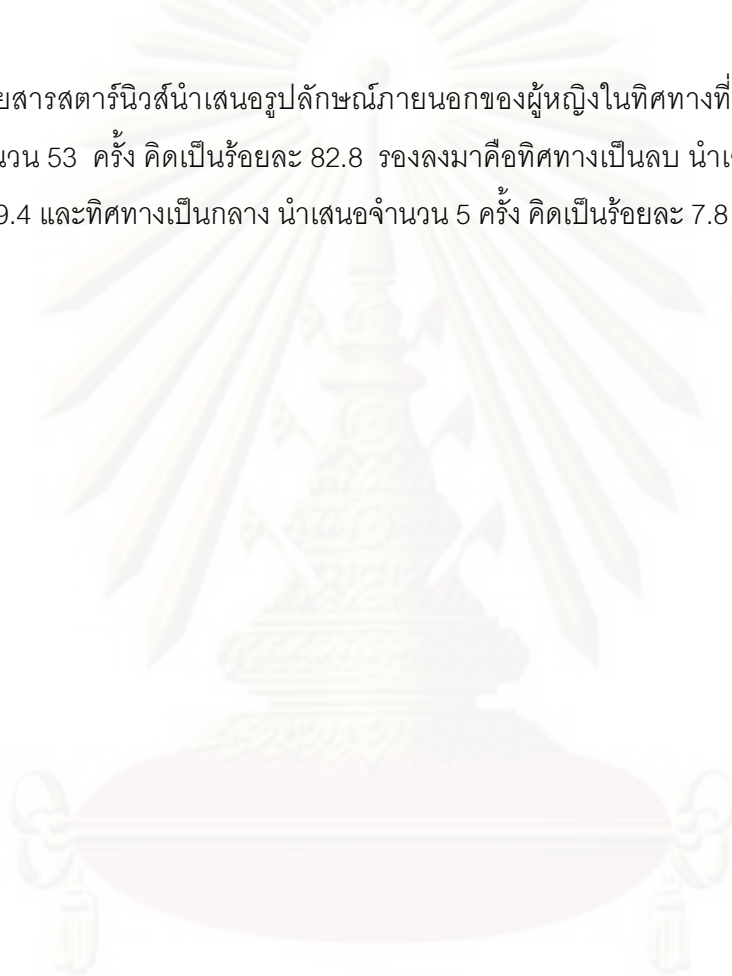 ยสารสตาร์นิวส์นำเสนอรูปลักษณ์ภายนอกของผู้หญิงในทิศทางที่
นวน 53 ครั้ง คิดเป็นร้อยละ 82.8 รองลงมาคือทิศทางเป็นลบ นำเ
9.4 และทิศทางเป็นกลาง นำเสนอจำนวน 5 ครั้ง คิดเป็นร้อยละ 7.8